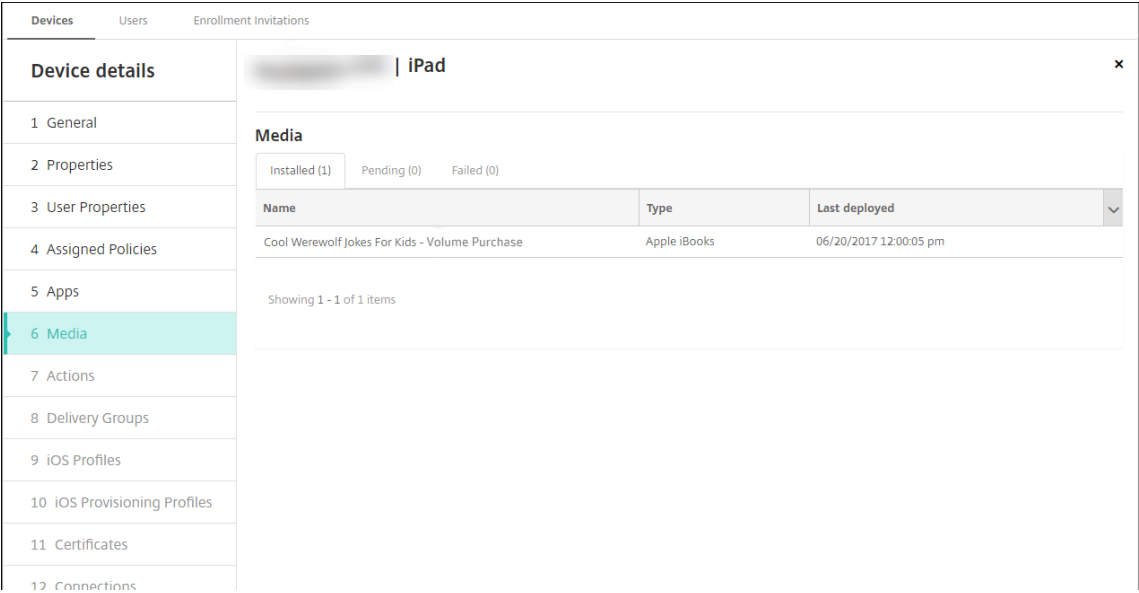 Devices Users Enrollment Invitations
Device details
| iPad
×
1 General
2 Properties
3 User Properties
4 Assigned Policies
5 Apps
6 Media
7 Actions
8 Delivery Groups
9 iOS Profiles
10 iOS Provisioning Profiles
11 Certificates
12 Connections
Media
Installed (1) Pending (0) Failed (0)
Name Type Last deployed
Cool Werewolf Jokes For Kids - Volume Purchase Apple iBooks 06/20/2017 12:00:05 pm
Showing 1 - 1 of 1 items